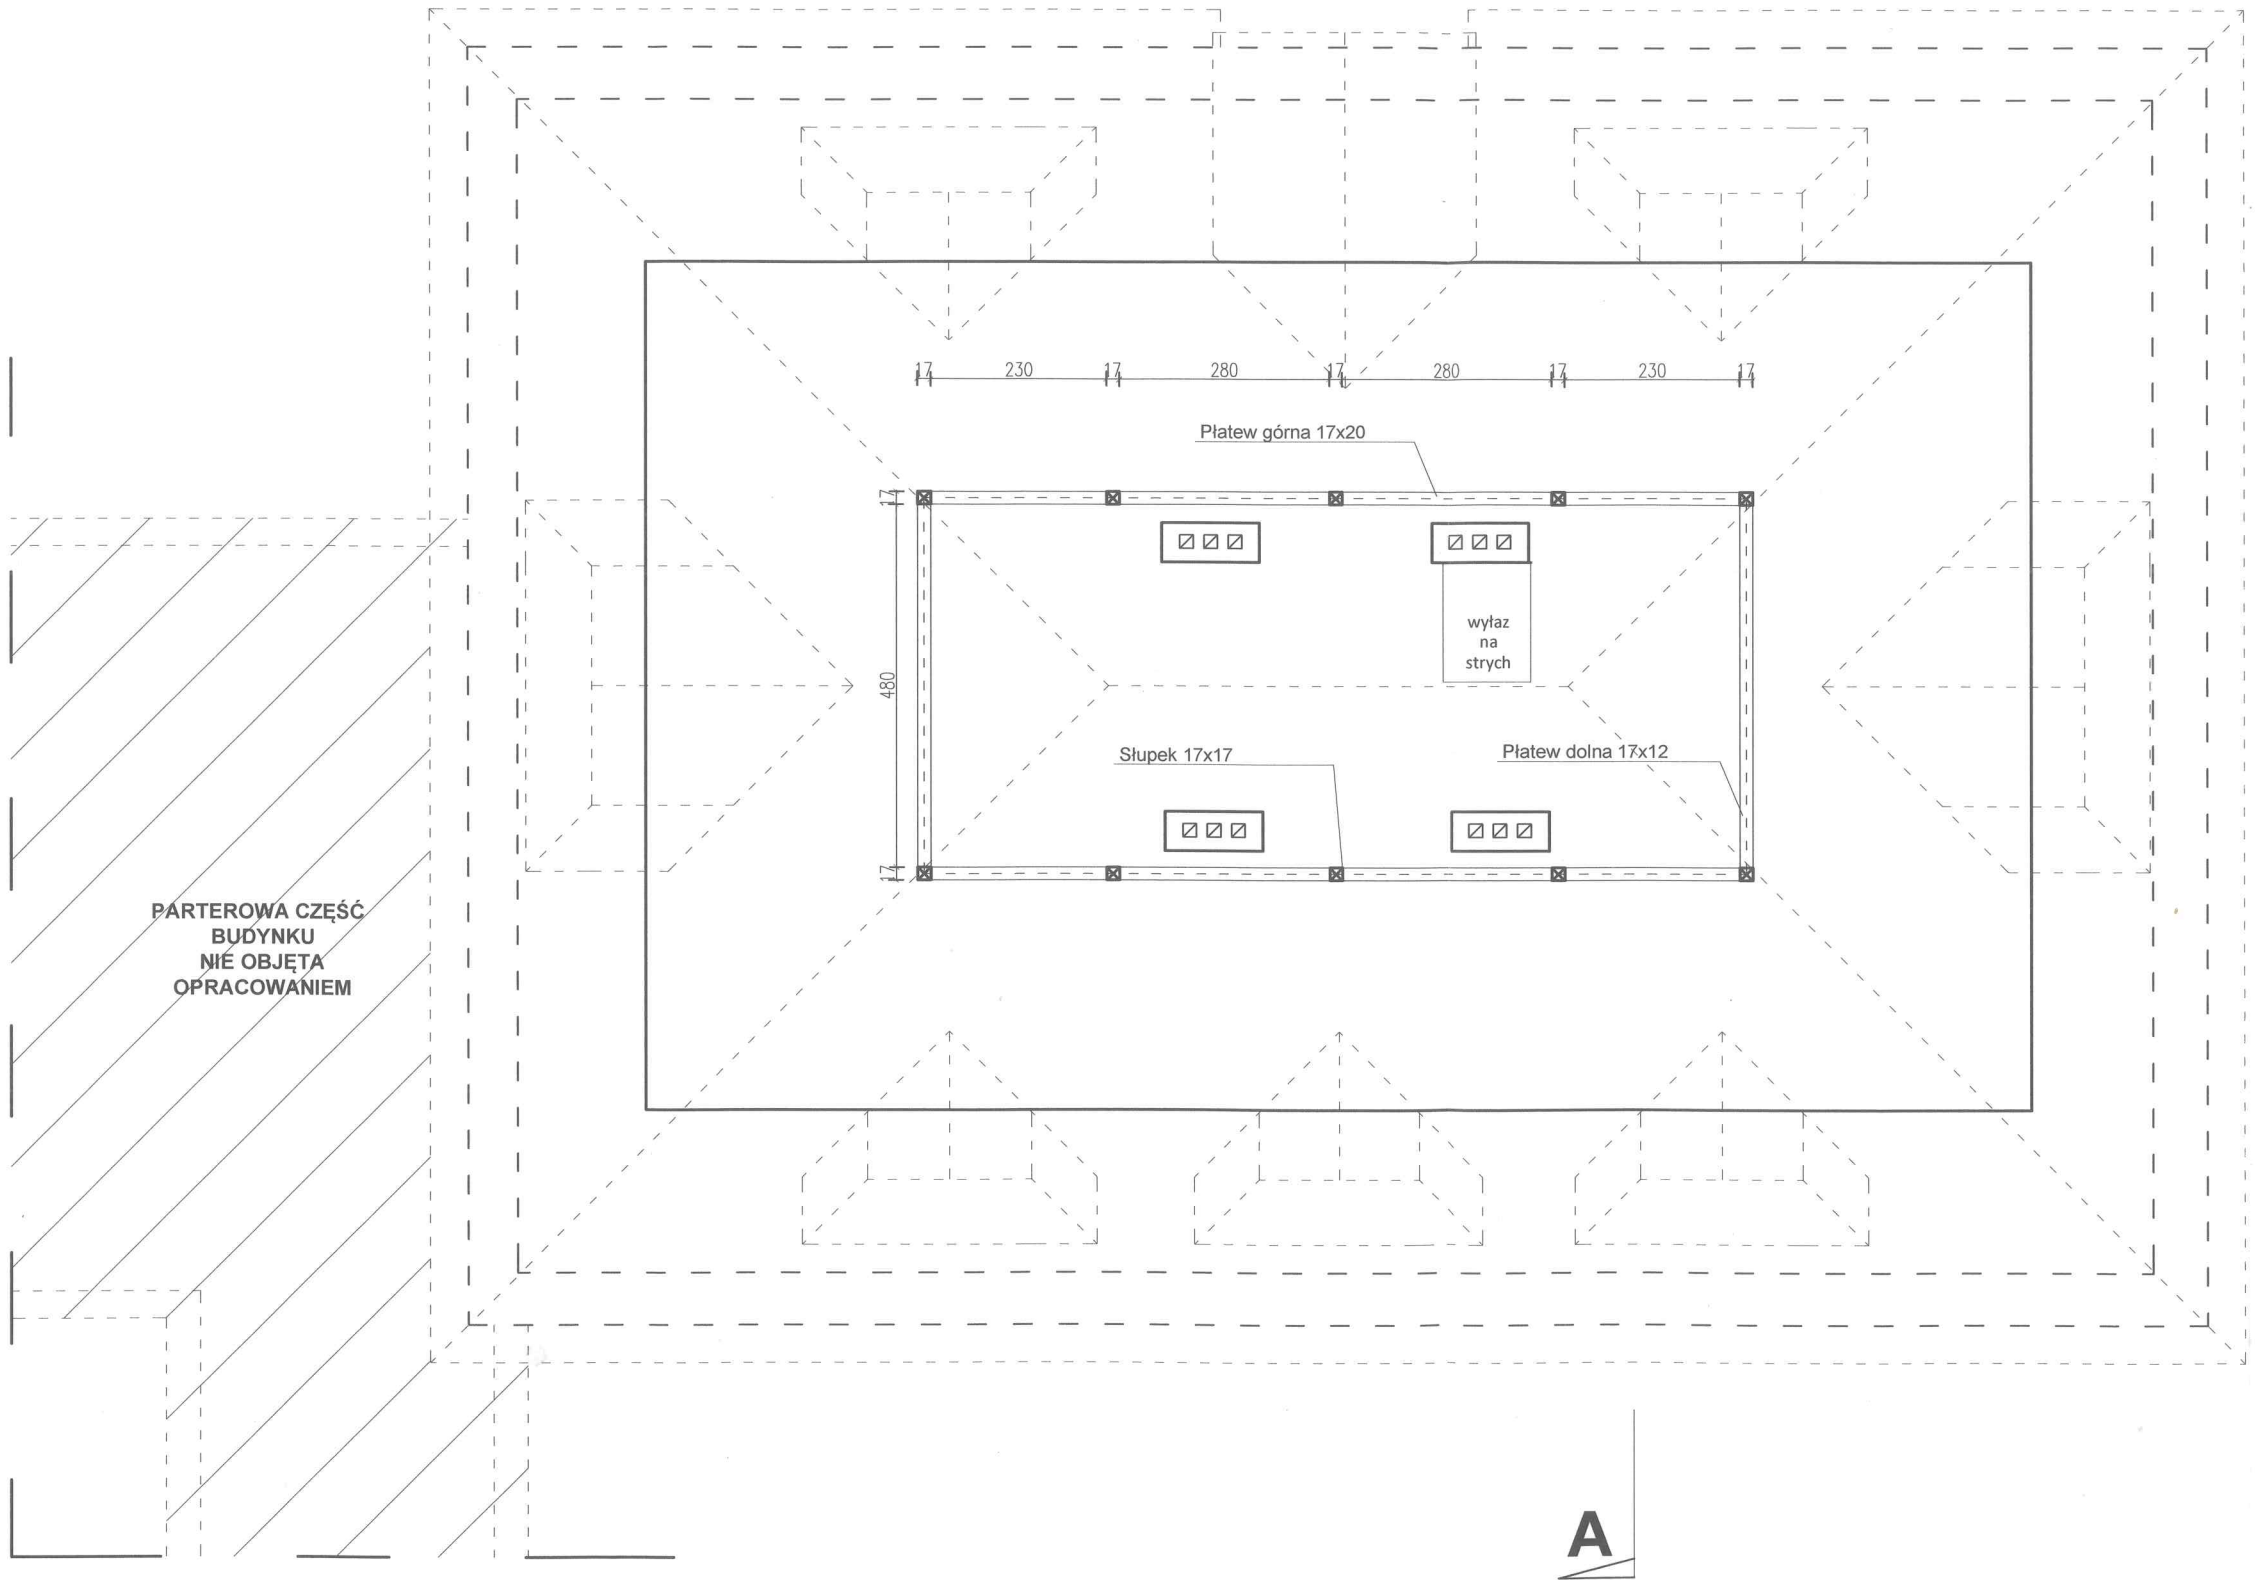 17 230 17 280 17 280 17 230 17
Płatew górna 17x20
17
wyłaz
na
strych
480
Słupek 17x17
Płatew dolna 17x12
17
PARTEROWA CZĘŚĆ
BUDYNKU
NIE OBJĘTA
OPRACOWANIEM
A